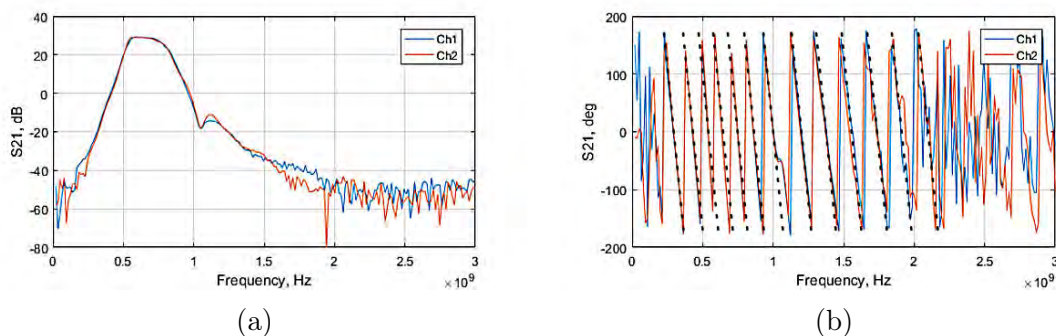 40
20
0
-20
-40
-60
-80
S21, dB
0
0.5
1
1.5
2
2.5
3
Frequency, Hz
×10⁹
Ch1
Ch2
(a)
200
100
0
-100
-200
S21, deg
0
0.5
1
1.5
2
2.5
3
Frequency, Hz
×10⁹
Ch1
Ch2
(b)